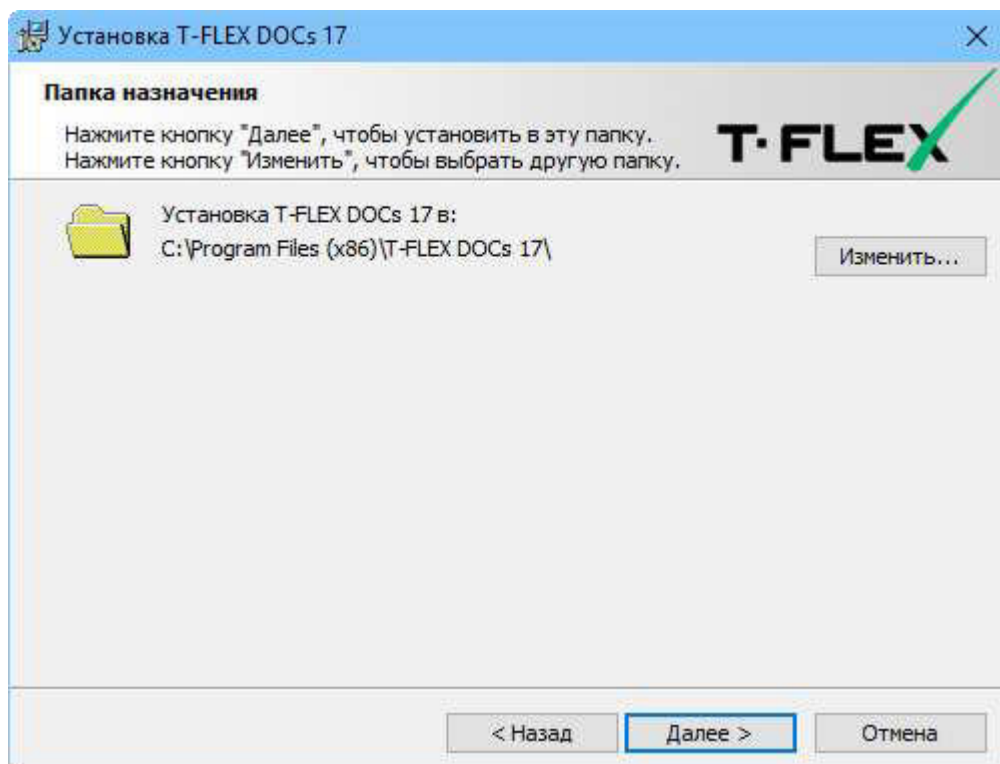 Установка T-FLEX DOCs 17
Папка назначения
Нажмите кнопку "Далее", чтобы установить в эту папку.
Нажмите кнопку "Изменить", чтобы выбрать другую папку.
T·FLEX
Установка T-FLEX DOCs 17 в:
C:\Program Files (x86)\T-FLEX DOCs 17\
Изменить...
< Назад
Далее >
Отмена